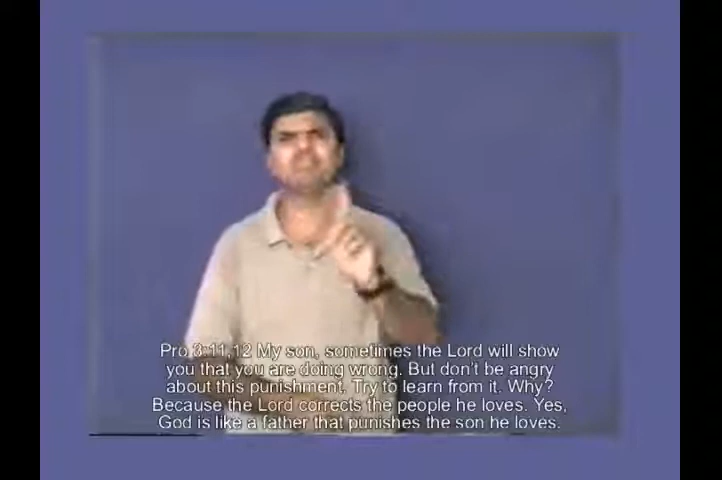 Pro 3:11,12 My son, sometimes the Lord will show
you that you are doing wrong. But don't be angry
about this punishment. Try to learn from it. Why?
Because the Lord corrects the people he loves. Yes,
God is like a father that punishes the son he loves.